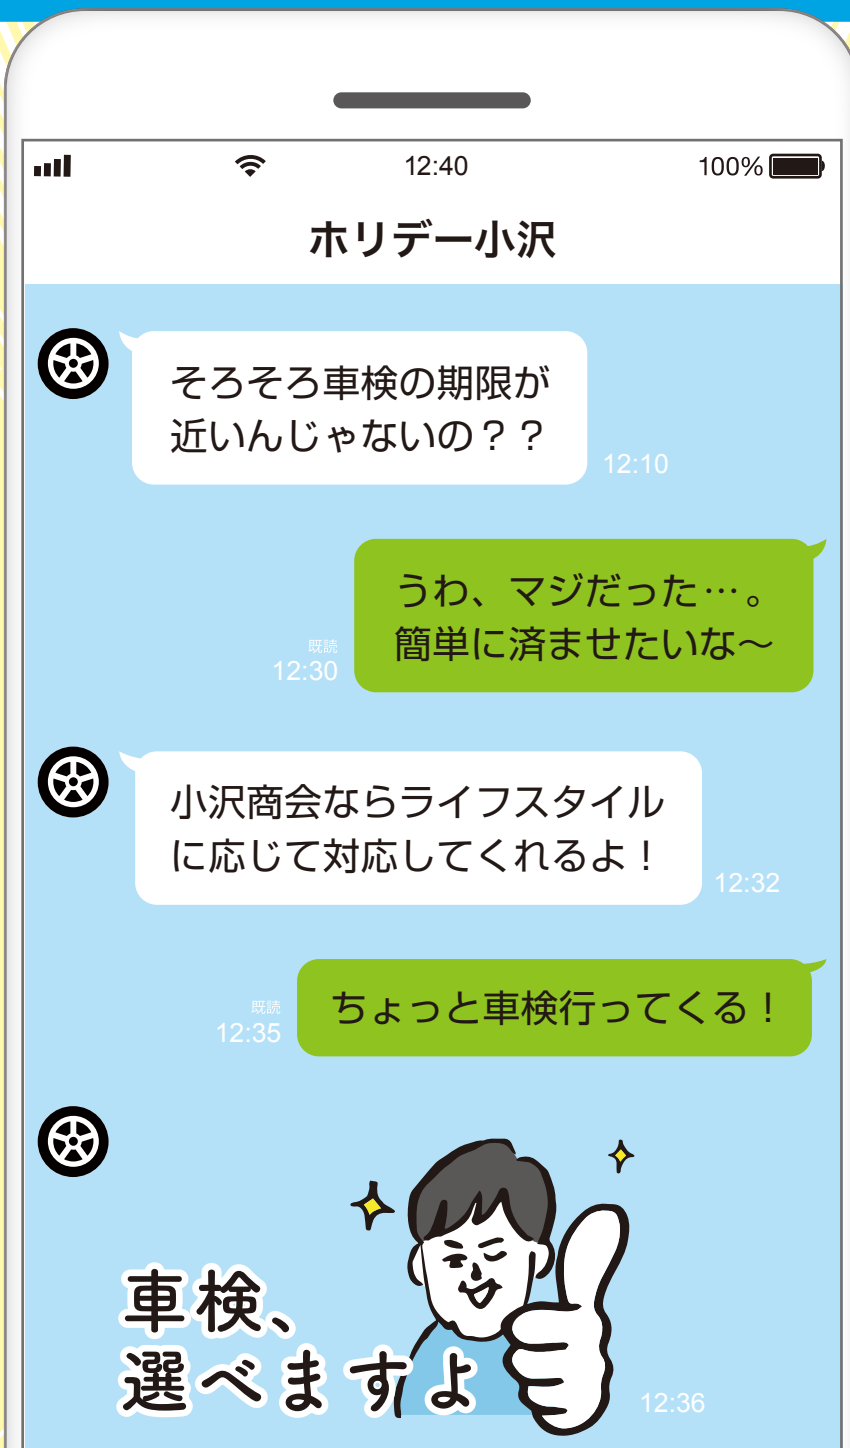 12:40
100%
ホリデー小沢
そろそろ車検の期限が
近いんじゃないの？？
12:10
うわ、マジだった…。
簡単に済ませたいな〜
既読
12:30
小沢商会ならライフスタイル
に応じて対応してくれるよ！
12:32
ちょっと車検行ってくる！
既読
12:35
車検、
選べますよ
12:36